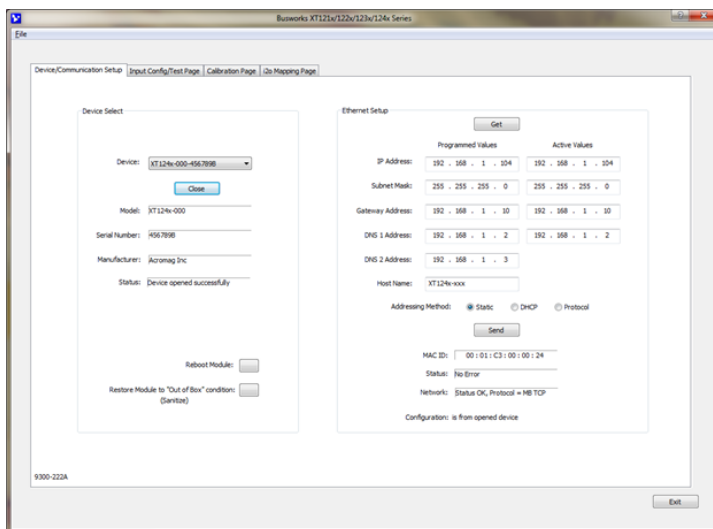 Busworks XT121x/122x/123x/124x Series
File
Device/Communication Setup Input Config/Test Page Calibration Page i2o Mapping Page
Device Select
Device: XT124x-000-456789B
Close
Model: XT124x-000
Serial Number: 456789B
Manufacturer: Acromag Inc
Status: Device opened successfully
Reboot Module:
Restore Module to "Out of Box" condition:
(Sanitize)
Ethernet Setup
Get
Programmed Values Active Values
IP Address: 192 . 168 . 1 . 104 192 . 168 . 1 . 104
Subnet Mask: 255 . 255 . 255 . 0 255 . 255 . 255 . 0
Gateway Address: 192 . 168 . 1 . 10 192 . 168 . 1 . 10
DNS 1 Address: 192 . 168 . 1 . 2 192 . 168 . 1 . 2
DNS 2 Address: 192 . 168 . 1 . 3
Host Name: XT124x-xxx
Addressing Method: Static DHCP Protocol
Send
MAC ID: 00 : 01 : C3 : 00 : 00 : 24
Status: No Error
Network: Status OK, Protocol = MB TCP
Configuration: is from opened device
9300-222A
Exit